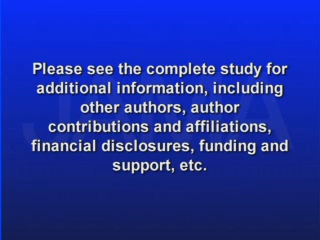 Please see the complete study for
additional information, including
other authors, author
contributions and affiliations,
financial disclosures, funding and
support, etc.
JAMA